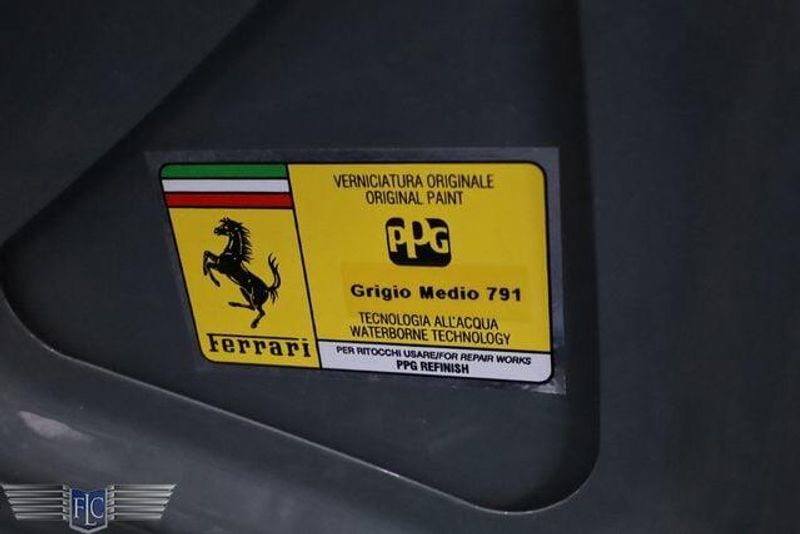 VERNICIATURA ORIGINALE
ORIGINAL PAINT
PPG
Grigio Medio 791
TECNOLOGIA ALL'ACQUA
WATERBORNE TECHNOLOGY
Ferrari
PER RITOCCHI USARE/FOR REPAIR WORKS
PPG REFINISH
FLC